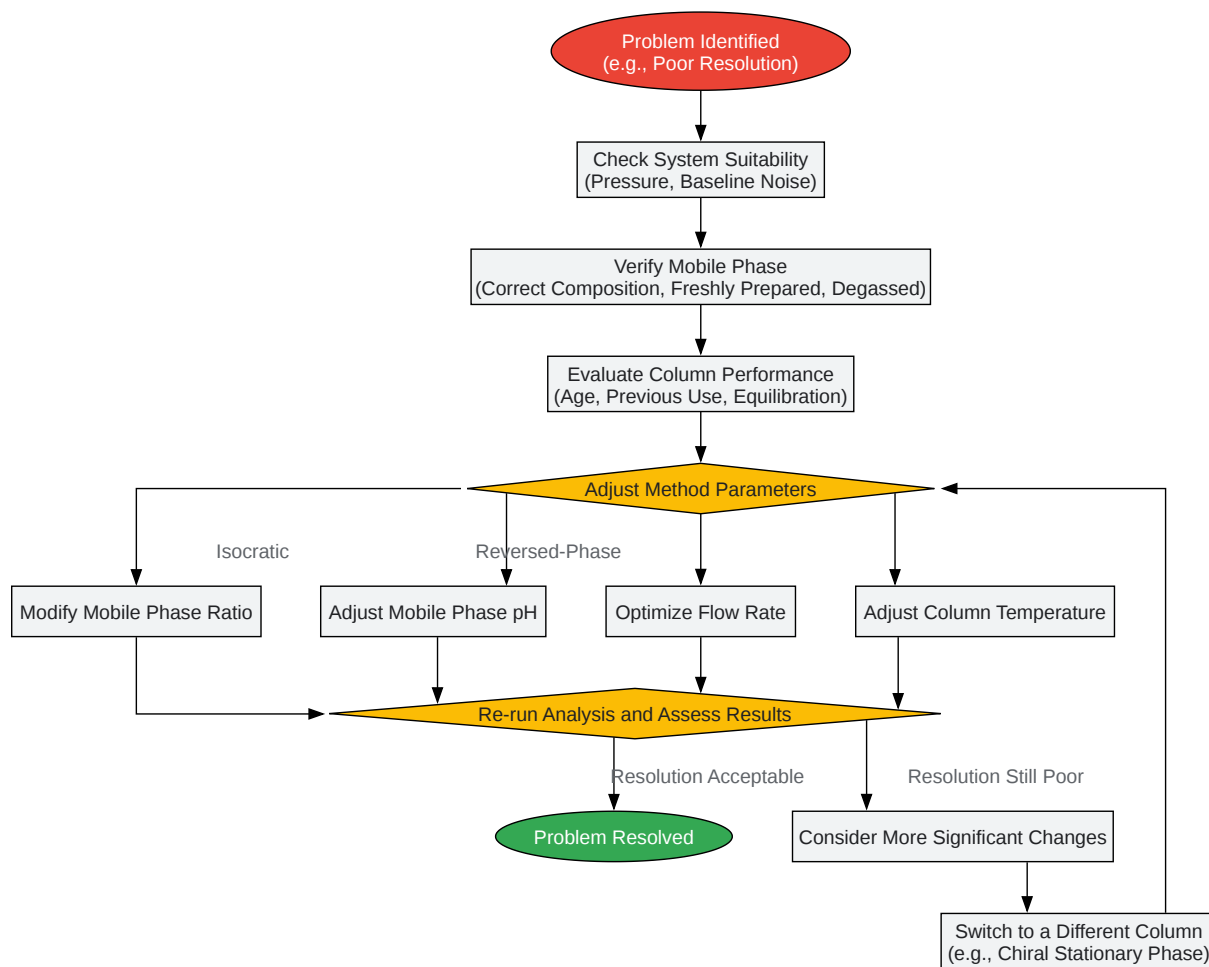 Problem Identified
(e.g., Poor Resolution)
Check System Suitability
(Pressure, Baseline Noise)
Verify Mobile Phase
(Correct Composition, Freshly Prepared, Degassed)
Evaluate Column Performance
(Age, Previous Use, Equilibration)
Adjust Method Parameters
Isocratic
Reversed-Phase
Modify Mobile Phase Ratio
Adjust Mobile Phase pH
Optimize Flow Rate
Adjust Column Temperature
Re-run Analysis and Assess Results
Resolution Acceptable
Resolution Still Poor
Problem Resolved
Consider More Significant Changes
Switch to a Different Column
(e.g., Chiral Stationary Phase)